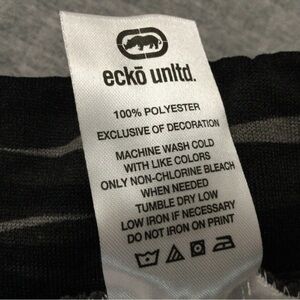 eckō unltd.
100% POLYESTER
EXCLUSIVE OF DECORATION
MACHINE WASH COLD
WITH LIKE COLORS
ONLY NON-CHLORINE BLEACH
WHEN NEEDED
TUMBLE DRY LOW
LOW IRON IF NECESSARY
DO NOT IRON ON PRINT